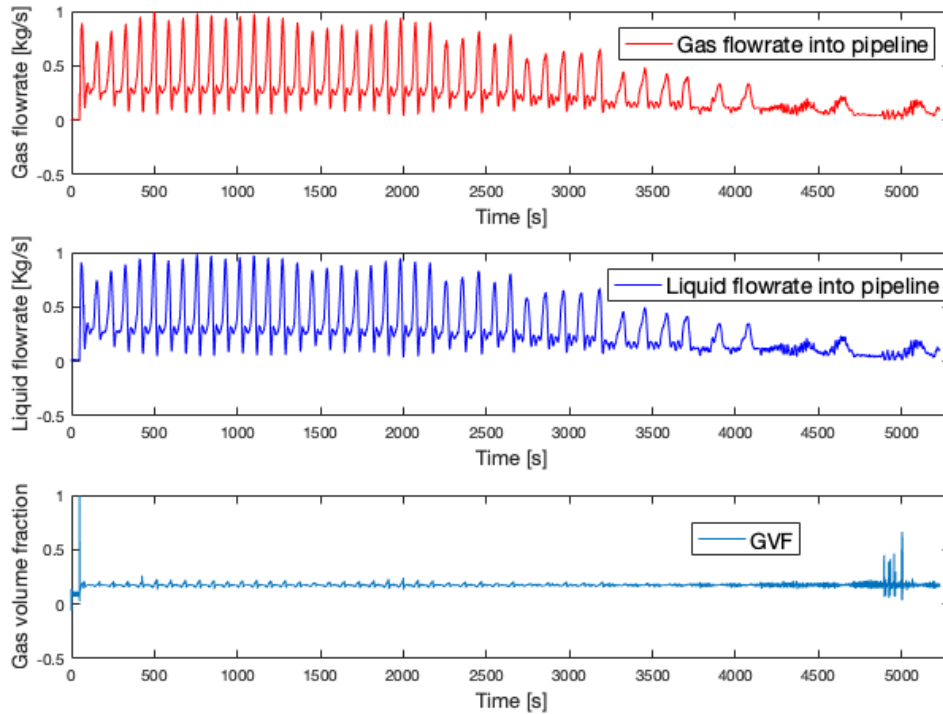 Gas flowrate [kg/s]
1
0.5
0
-0.5
Gas flowrate into pipeline
0 500 1000 1500 2000 2500 3000 3500 4000 4500 5000
Time [s]
Liquid flowrate [Kg/s]
1
0.5
0
-0.5
Liquid flowrate into pipeline
0 500 1000 1500 2000 2500 3000 3500 4000 4500 5000
Time [s]
Gas volume fraction
1
0.5
0
-0.5
GVF
0 500 1000 1500 2000 2500 3000 3500 4000 4500 5000
Time [s]